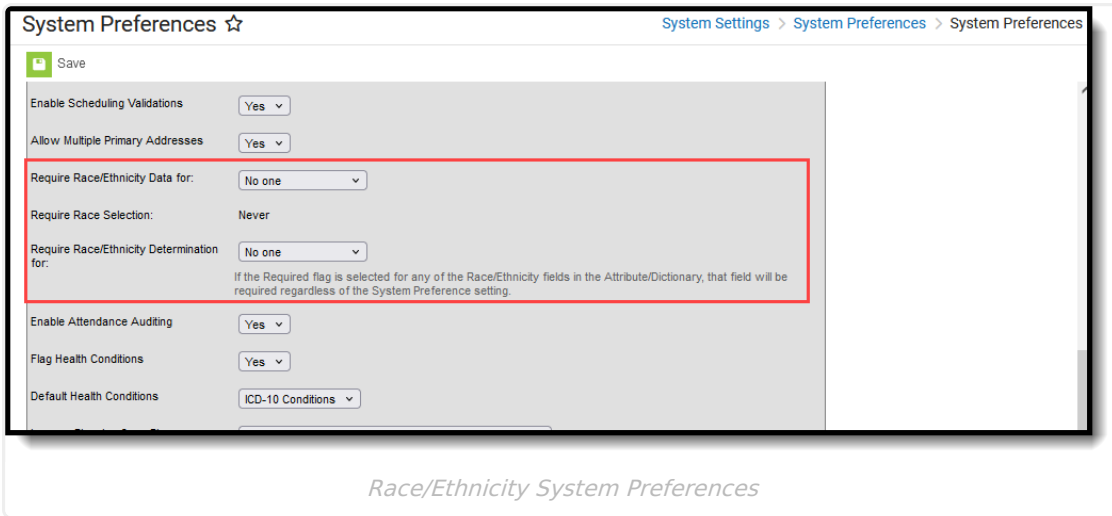 System Preferences
System Settings > System Preferences > System Preferences
Save
Enable Scheduling Validations
Yes
Allow Multiple Primary Addresses
Yes
Require Race/Ethnicity Data for:
No one
Require Race Selection:
Never
Require Race/Ethnicity Determination
for:
No one
If the Required flag is selected for any of the Race/Ethnicity fields in the Attribute/Dictionary, that field will be
required regardless of the System Preference setting.
Enable Attendance Auditing
Yes
Flag Health Conditions
Yes
Default Health Conditions
ICD-10 Conditions
Race/Ethnicity System Preferences